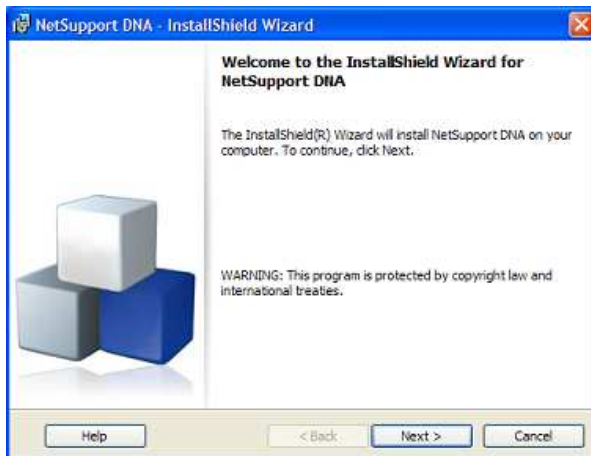 NetSupport DNA - InstallShield Wizard
Welcome to the InstallShield Wizard for
NetSupport DNA
The InstallShield(R) Wizard will install NetSupport DNA on your
computer. To continue, click Next.
WARNING: This program is protected by copyright law and
international treaties.
Help
< Back
Next >
Cancel